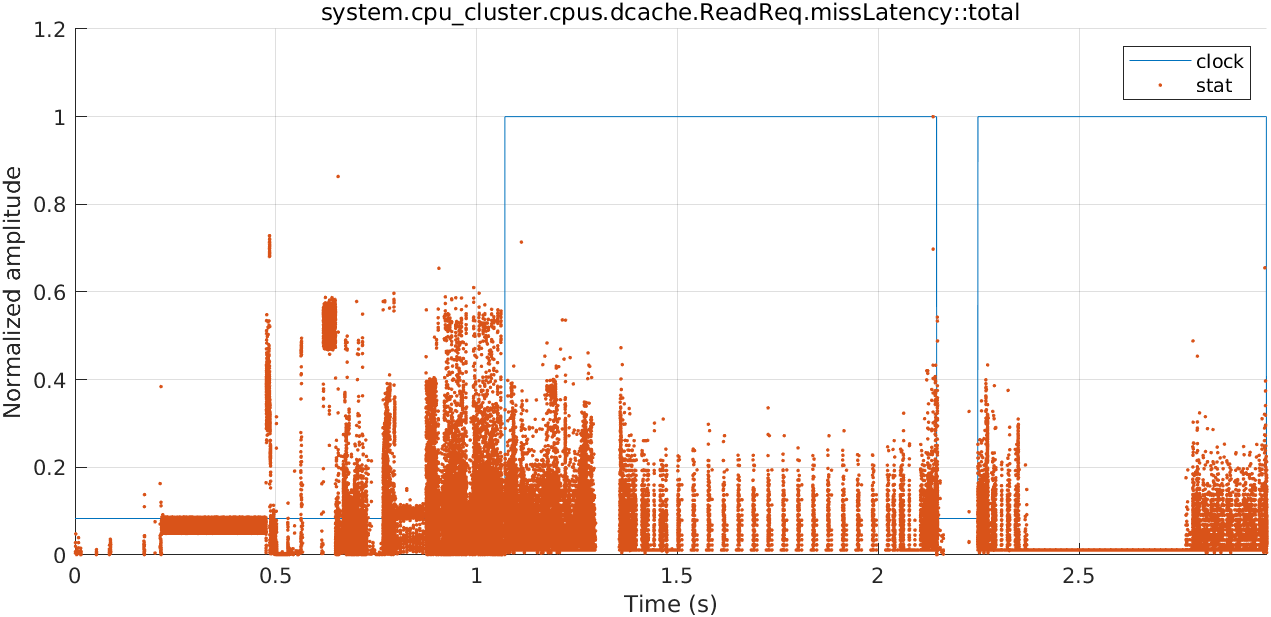 system.cpu_cluster.cpus.dcache.ReadReq.missLatency::total
1.2
1
0.8
0.6
0.4
0.2
0
Normalized amplitude
clock
stat
0 0.5 1 1.5 2 2.5
Time (s)